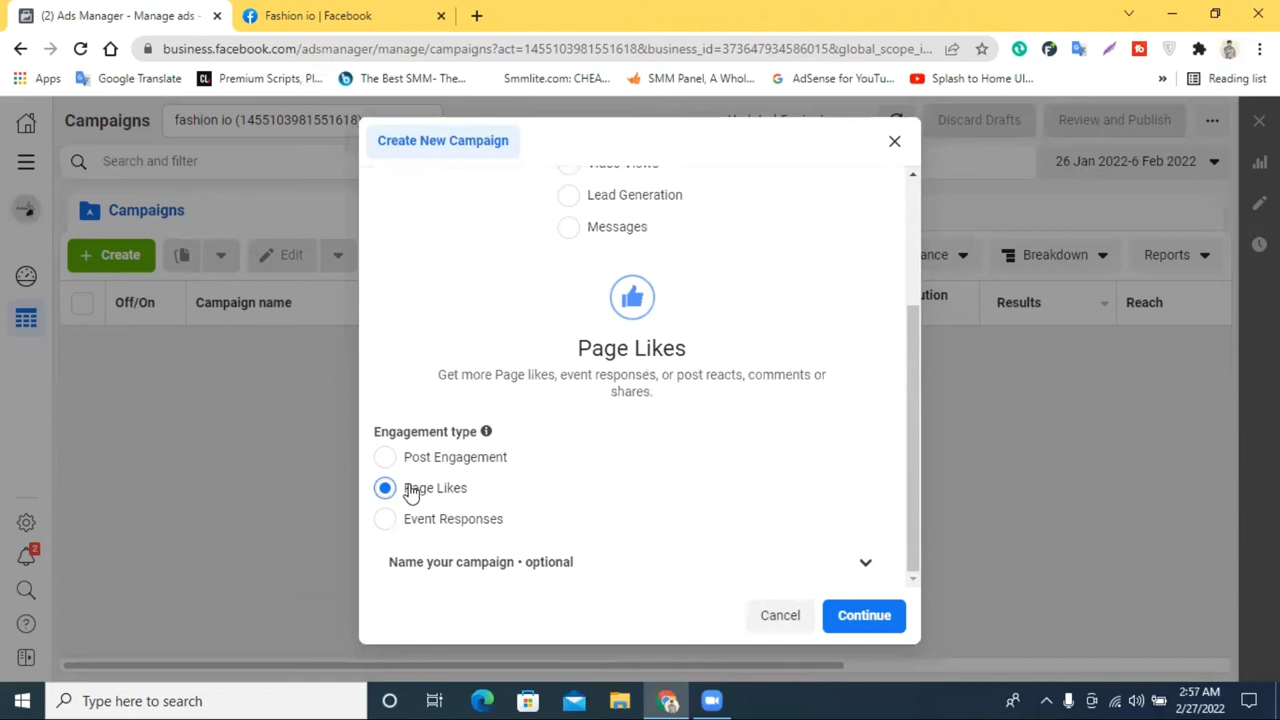 (2) Ads Manager - Manage ads -
Fashion io | Facebook
business.facebook.com/adsmanager/manage/campaigns?act=1455103981551618&business_id=373647934586015&global_scope_i...
Apps
Google Translate
Premium Scripts, Pl...
The Best SMM- The...
Smmlite.com: CHEA...
SMM Panel, A Whol...
AdSense for YouTu...
Splash to Home UI...
»
Reading list
Campaigns
fashion io (1455103981551618)
Discard Drafts
Review and Publish
Search and filter
26 Jan 2022-6 Feb 2022
Campaigns
+ Create
Edit
Breakdown
Reports
Off/On
Campaign name
Results
Reach
Create New Campaign
Video Views
Lead Generation
Messages
Page Likes
Get more Page likes, event responses, or post reacts, comments or
shares.
Engagement type
Post Engagement
Page Likes
Event Responses
Name your campaign • optional
Cancel
Continue
2
Type here to search
2:57 AM
2/27/2022